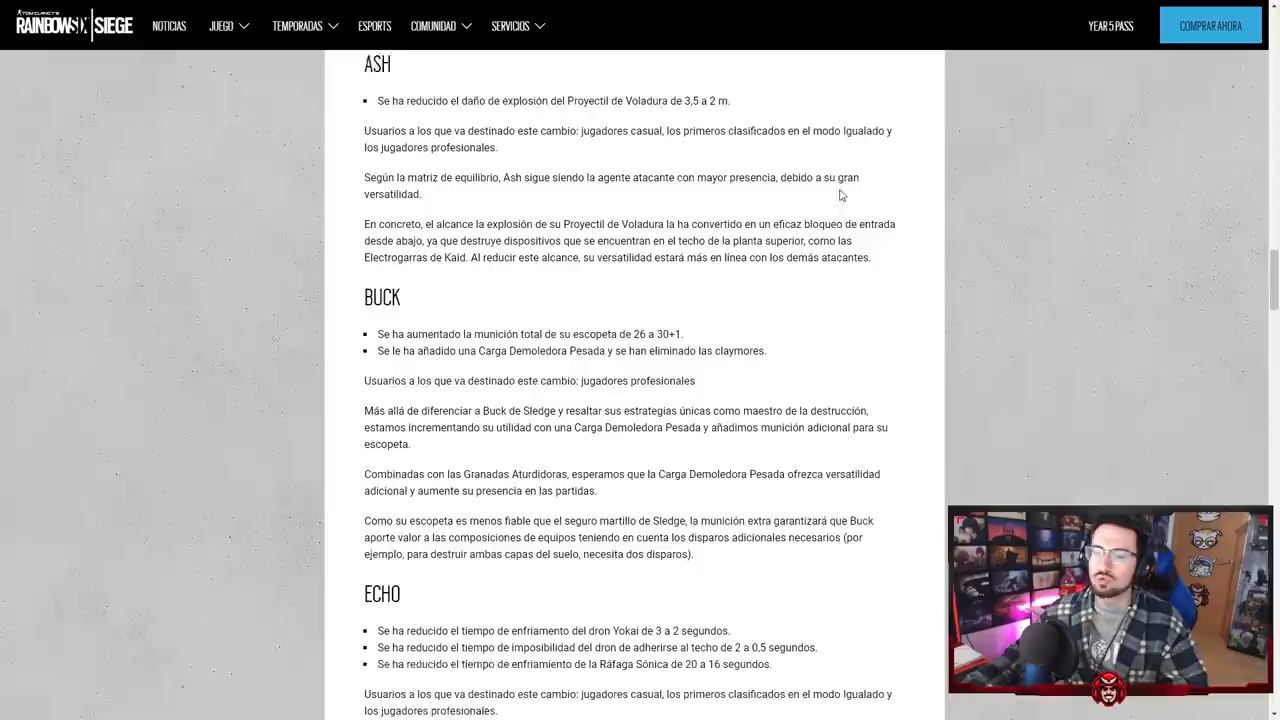 TOM CLANCY'S
RAINBOWSIX SIEGE
NOTICIAS
JUEGO
TEMPORADAS
ESPORTS
COMUNIDAD
SERVICIOS
YEAR 5 PASS
COMPRAR AHORA
ASH
Se ha reducido el daño de explosión del Proyectil de Voladura de 3,5 a 2 m.
Usuarios a los que va destinado este cambio: jugadores casual, los primeros clasificados en el modo Igualado y
los jugadores profesionales.
Según la matriz de equilibrio, Ash sigue siendo la agente atacante con mayor presencia, debido a su gran
versatilidad.
En concreto, el alcance la explosión de su Proyectil de Voladura la ha convertido en un eficaz bloqueo de entrada
desde abajo, ya que destruye dispositivos que se encuentran en el techo de la planta superior, como las
Electrogarras de Kaid. Al reducir este alcance, su versatilidad estará más en línea con los demás atacantes.
BUCK
Se ha aumentado la munición total de su escopeta de 26 a 30+1.
Se le ha añadido una Carga Demoledora Pesada y se han eliminado las claymores.
Usuarios a los que va destinado este cambio: jugadores profesionales
Más allá de diferenciar a Buck de Sledge y resaltar sus estrategias únicas como maestro de la destrucción,
estamos incrementando su utilidad con una Carga Demoledora Pesada y añadimos munición adicional para su
escopeta.
Combinadas con las Granadas Aturdidoras, esperamos que la Carga Demoledora Pesada ofrezca versatilidad
adicional y aumente su presencia en las partidas.
Como su escopeta es menos fiable que el seguro martillo de Sledge, la munición extra garantizará que Buck
aporte valor a las composiciones de equipos teniendo en cuenta los disparos adicionales necesarios (por
ejemplo, para destruir ambas capas del suelo, necesita dos disparos).
ECHO
Se ha reducido el tiempo de enfriamento del dron Yokai de 3 a 2 segundos.
Se ha reducido el tiempo de imposibilidad del dron de adherirse al techo de 2 a 0,5 segundos.
Se ha reducido el tiempo de enfriamiento de la Ráfaga Sónica de 20 a 16 segundos.
Usuarios a los que va destinado este cambio: jugadores casual, los primeros clasificados en el modo Igualado y
los jugadores profesionales.